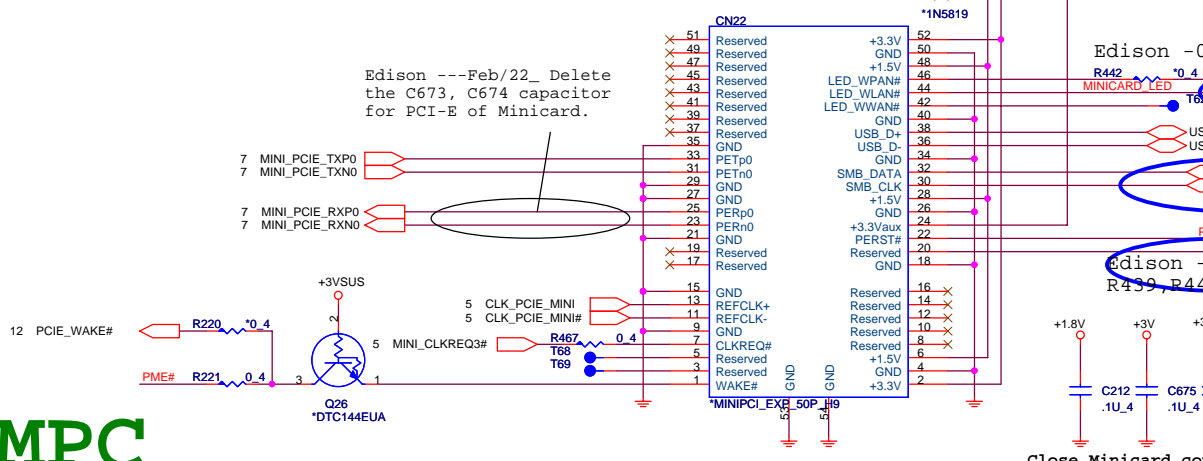 *1N5819
CN22
51 Reserved +3.3V 52
49 Reserved GND 50
47 Reserved +1.5V 48
45 Reserved LED_WPAN# 46
43 Reserved LED_WLAN# 44
41 Reserved LED_WWAN# 42
39 Reserved GND 40
37 Reserved USB_D+ 38
35 GND USB_D- 36
33 PETp0 GND 34
31 PETn0 SMB_DATA 32
29 GND SMB_CLK 30
27 GND +1.5V 28
25 PERp0 GND 26
23 PERn0 +3.3Vaux 24
21 GND PERST# 22
19 Reserved Reserved 20
17 Reserved GND 18
15 GND Reserved 16
13 REFCLK+ Reserved 14
11 REFCLK- Reserved 12
9 GND Reserved 10
7 CLKREQ# Reserved 8
5 Reserved +1.5V 6
3 Reserved GND 4
1 WAKE# +3.3V 2
GND GND
53 54
*MINIPCI_EXP_50P_H9
Edison ---Feb/22_ Delete
the C673, C674 capacitor
for PCI-E of Minicard.
7 MINI_PCIE_TXP0
7 MINI_PCIE_TXN0
7 MINI_PCIE_RXP0
7 MINI_PCIE_RXN0
5 CLK_PCIE_MINI
5 CLK_PCIE_MINI#
5 MINI_CLKREQ3# R467 0_4
T68
T69
+3VSUS
2
12 PCIE_WAKE# R220 *0_4
PME# R221 0_4 3 1
Q26
*DTC144EUA
MPC
Edison -
R442 *0_4
MINICARD_LED
US
US
Edison -
R439,R44
+1.8V +3V
C212 C675
.1U_4 .1U_4
Close Minicard